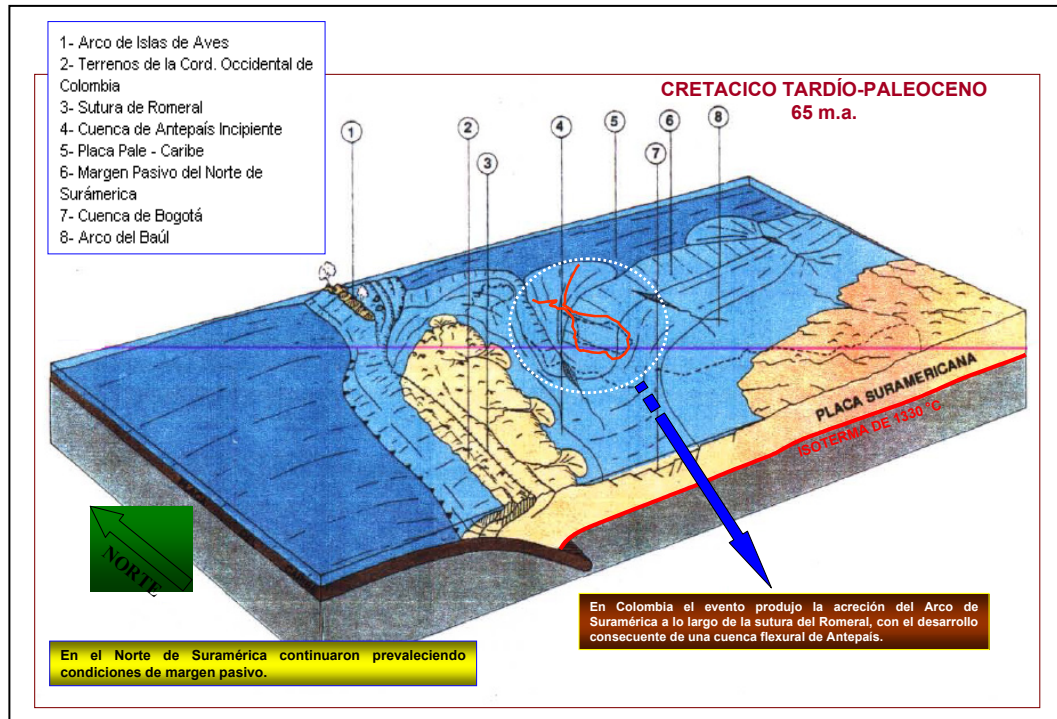 1- Arco de Islas de Aves
2- Terrenos de la Cord. Occidental de
Colombia
3- Sutura de Romeral
4- Cuenca de Antepaís Incipiente
5- Placa Pale - Caribe
6- Margen Pasivo del Norte de
Surámerica
7- Cuenca de Bogotá
8- Arco del Baúl
CRETACICO TARDÍO-PALEOCENO
65 m.a.
1
2
3
4
5
6
7
8
PLACA SURAMERICANA
ISOTERMA DE 1330 °C
NORTE
En Colombia el evento produjo la acreción del Arco de
Suramérica a lo largo de la sutura del Romeral, con el desarrollo
consecuente de una cuenca flexural de Antepaís.
En el Norte de Suramérica continuaron prevaleciendo
condiciones de margen pasivo.